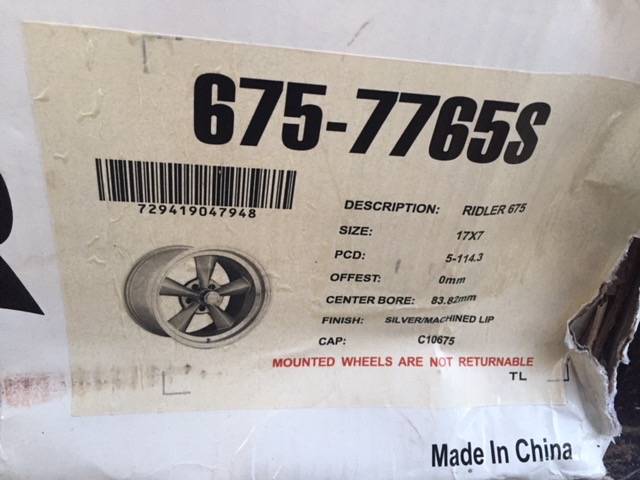 675-7765S
729419047948
DESCRIPTION: RIDLER 675
SIZE: 17X7
PCD: 5-114.3
OFFEST: 0mm
CENTER BORE: 83.82mm
FINISH: SILVER/MACHINED LIP
CAP: C10675
MOUNTED WHEELS ARE NOT RETURNABLE
TL
Made In China